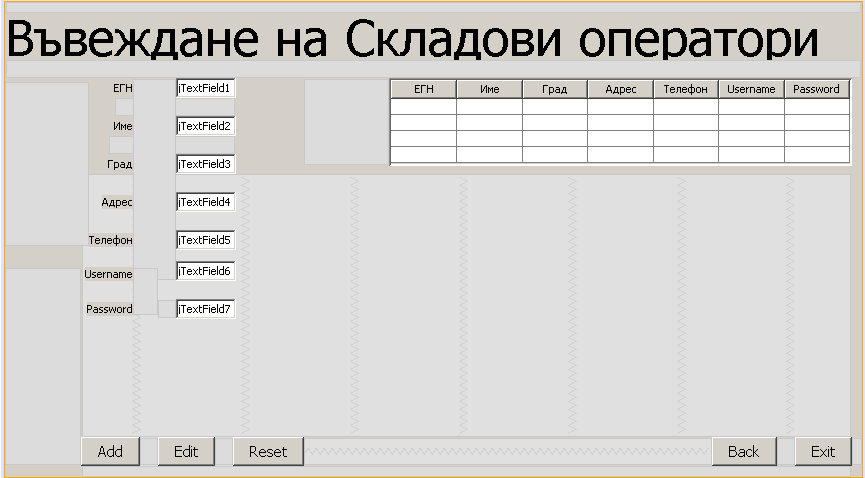 Въвеждане на Складови оператори
ЕГН jTextField1
Име jTextField2
Град jTextField3
Адрес jTextField4
Телефон jTextField5
Username jTextField6
Password jTextField7
ЕГН Име Град Адрес Телефон Username Password
Add Edit Reset Back Exit